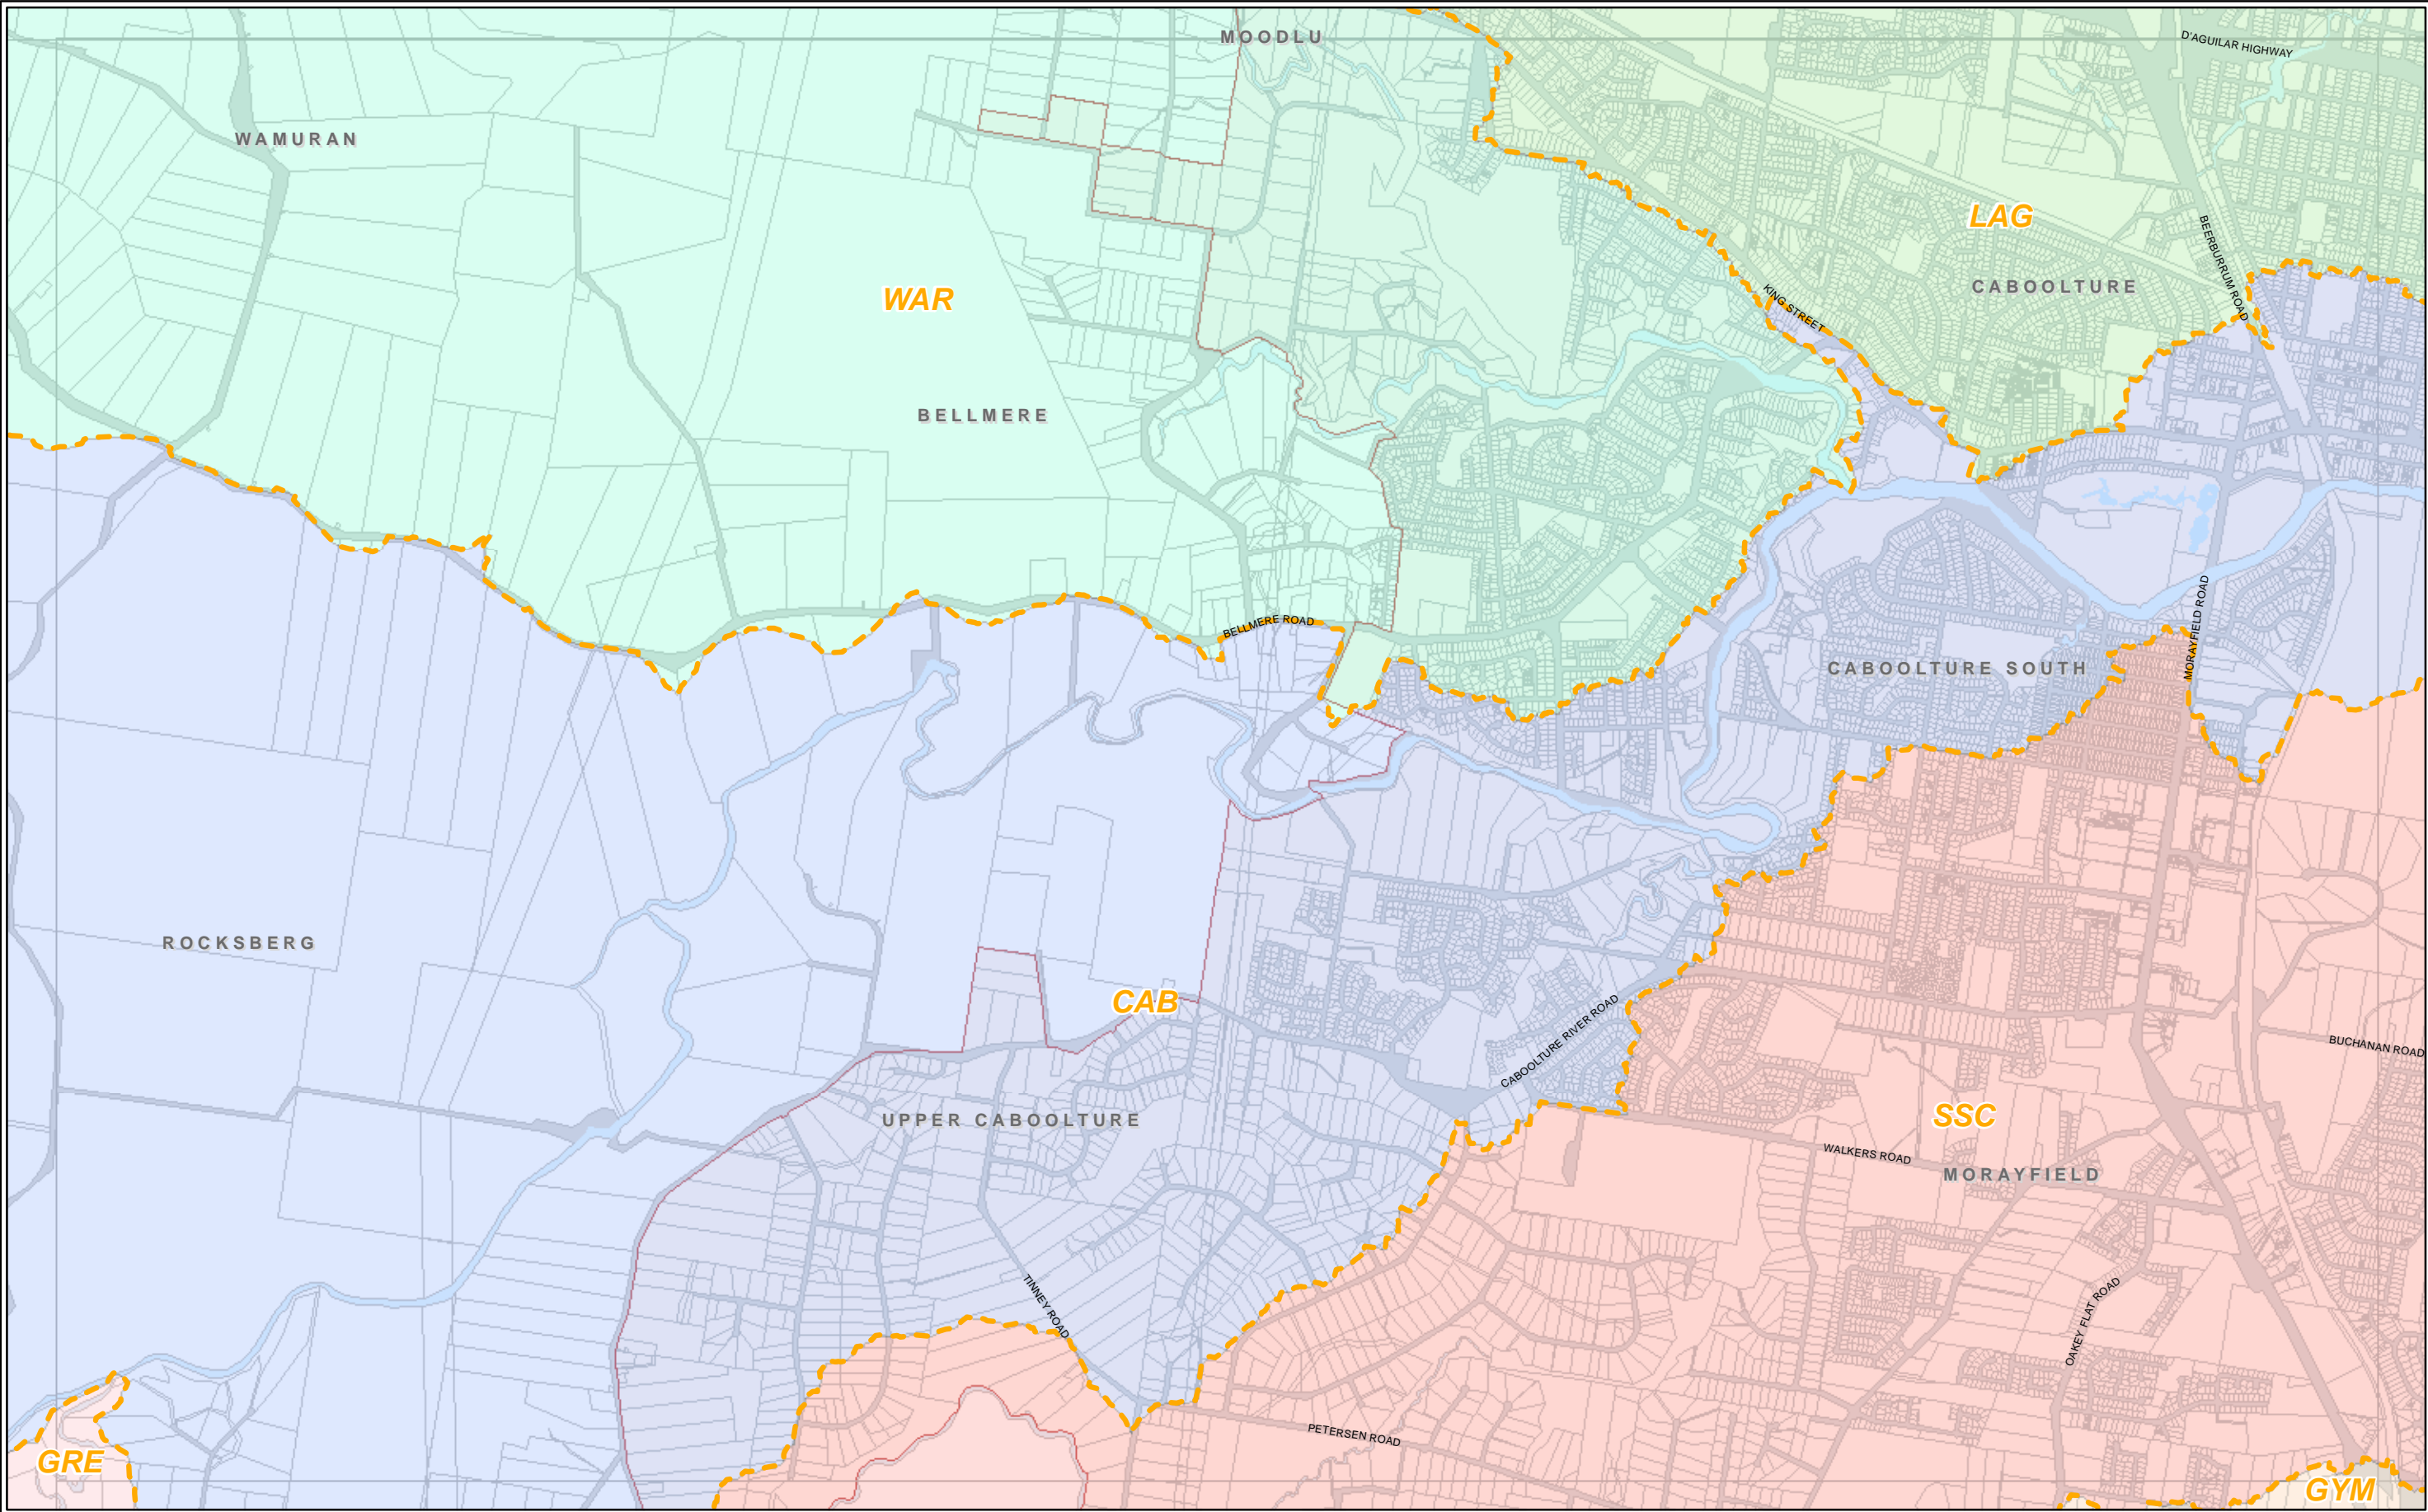 MOODLU
D'AGUILAR HIGHWAY
WAMURAN
LAG
BEERBURRUM ROAD
CABOOLTURE
WAR
KING STREET
BELLMERE
BELLMERE ROAD
MORAYFIELD ROAD
CABOOLTURE SOUTH
ROCKSBERG
CAB
CABOOLTURE RIVER ROAD
BUCHANAN ROAD
UPPER CABOOLTURE
SSC
WALKERS ROAD
MORAYFIELD
TINNEY ROAD
OAKEY FLAT ROAD
PETERSEN ROAD
GRE
GYM